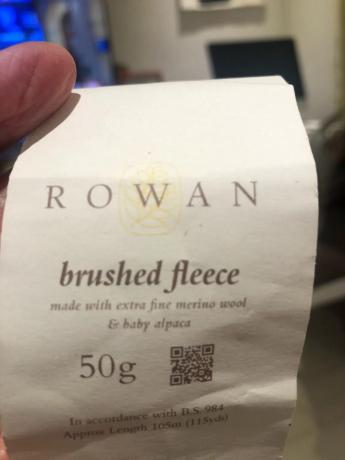 ROWAN
brushed fleece
made with extra fine merino wool
& baby alpaca
50g
In accordance with B.S. 984
Approx Length 105m (115yds)